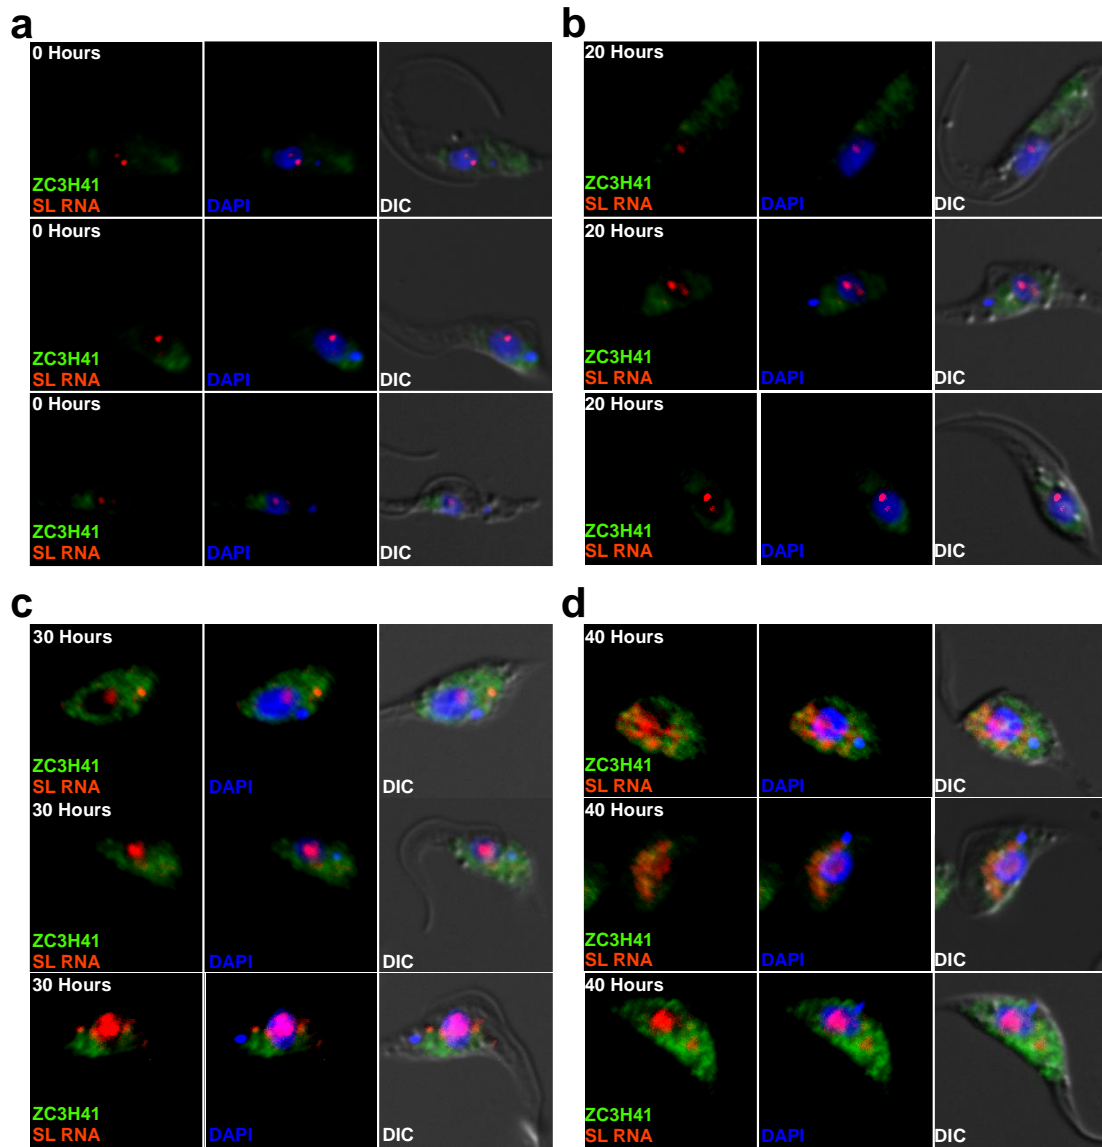 a
0 Hours
ZC3H41
SL RNA
DAPI
DIC
0 Hours
ZC3H41
SL RNA
DAPI
DIC
0 Hours
ZC3H41
SL RNA
DAPI
DIC
b
20 Hours
ZC3H41
SL RNA
DAPI
DIC
20 Hours
ZC3H41
SL RNA
DAPI
DIC
20 Hours
ZC3H41
SL RNA
DAPI
DIC
c
30 Hours
ZC3H41
SL RNA
DAPI
DIC
30 Hours
ZC3H41
SL RNA
DAPI
DIC
30 Hours
ZC3H41
SL RNA
DAPI
DIC
d
40 Hours
ZC3H41
SL RNA
DAPI
DIC
40 Hours
ZC3H41
SL RNA
DAPI
DIC
40 Hours
ZC3H41
SL RNA
DAPI
DIC